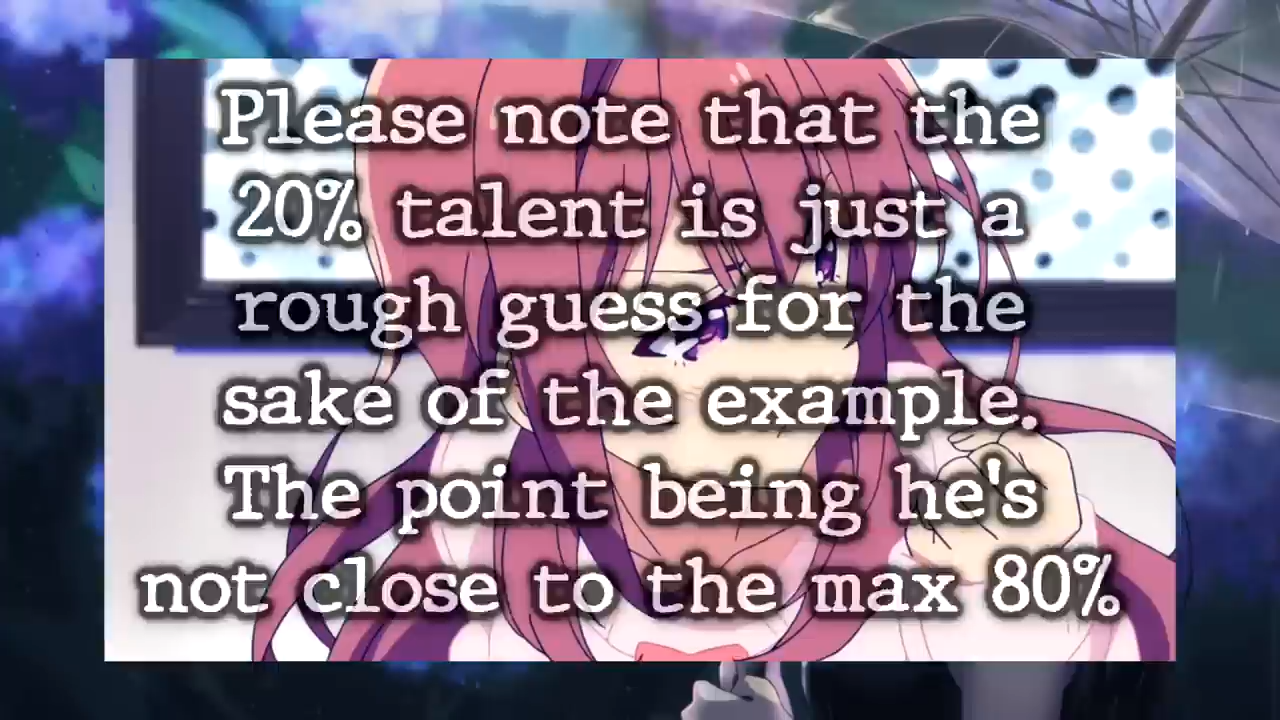 Please note that the
20% talent is just a
rough guess for the
sake of the example.
The point being he's
not close to the max 80%